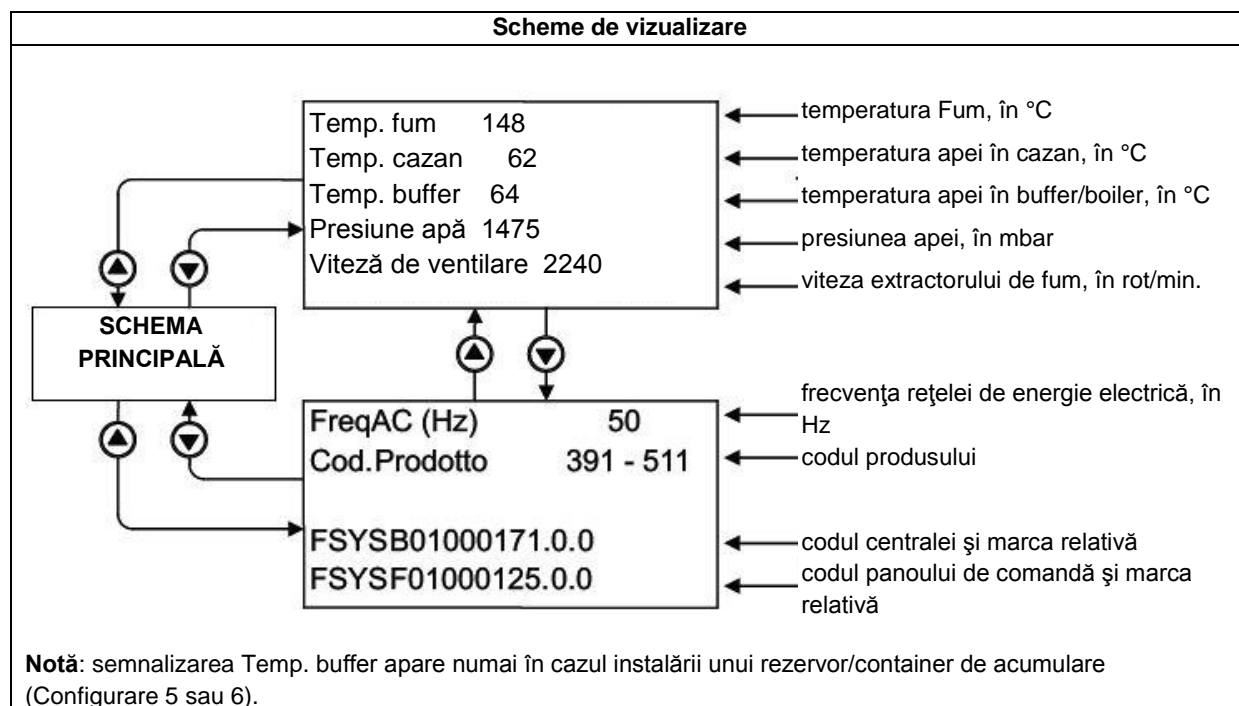 Scheme de vizualizare
Temp. fum 148
Temp. cazan 62
Temp. buffer 64
Presiune apă 1475
Viteză de ventilare 2240
temperatura Fum, în °C
temperatura apei în cazan, în °C
temperatura apei în buffer/boiler, în °C
presiunea apei, în mbar
viteza extractorului de fum, în rot/min.
SCHEMA
PRINCIPALĂ
FreqAC (Hz) 50
Cod.Prodotto 391 - 511
FSYSB01000171.0.0
FSYSF01000125.0.0
frecvenţa reţelei de energie electrică, în
Hz
codul produsului
codul centralei şi marca relativă
codul panoului de comandă şi marca
relativă
Notă: semnalizarea Temp. buffer apare numai în cazul instalării unui rezervor/container de acumulare
(Configurare 5 sau 6).